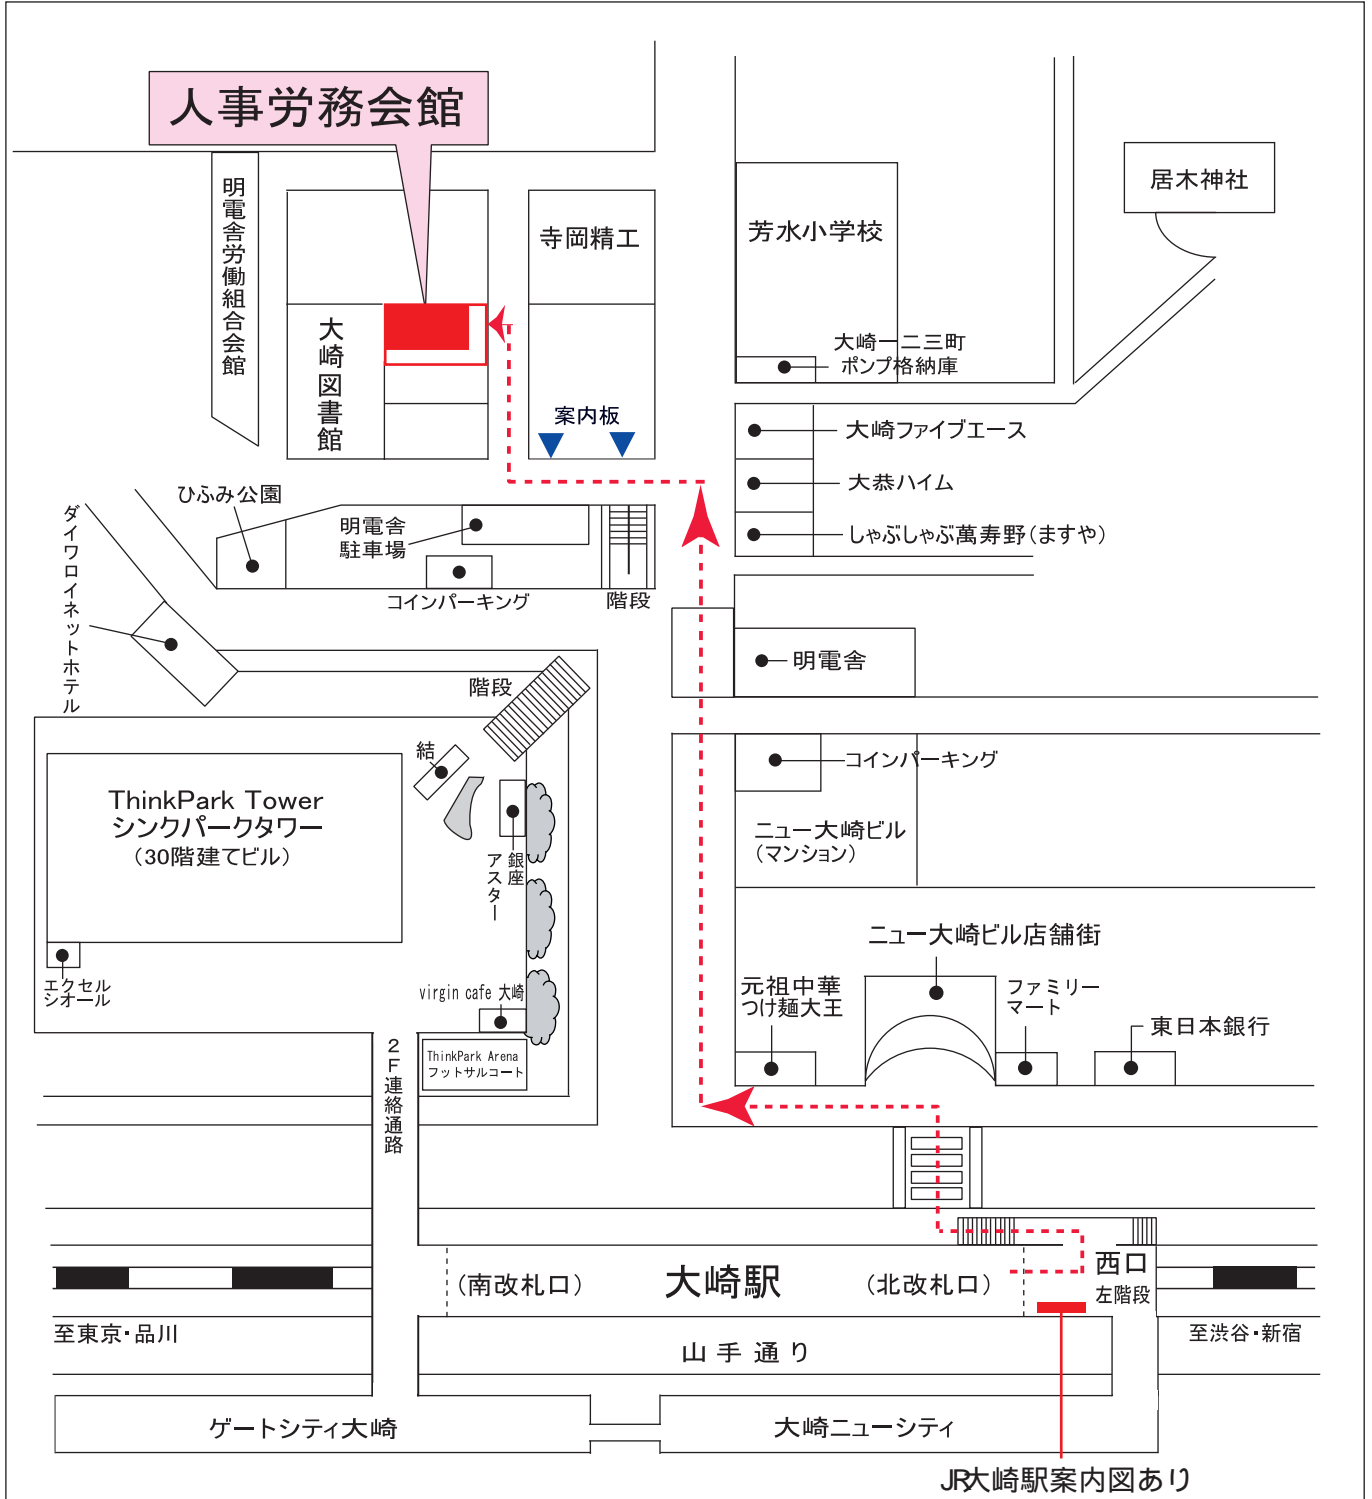 人事労務会館
居木神社
明電舎労働組合会館
寺岡精工
芳水小学校
大崎図書館
大崎一二三町
ポンプ格納庫
案内板
大崎ファイブエース
大恭ハイム
しゃぶしゃぶ萬寿野(ますや)
ひふみ公園
ダイワロイネットホテル
明電舎
駐車場
コインパーキング
階段
明電舎
階段
結
コインパーキング
ThinkPark Tower
シンクパークタワー
(30階建てビル)
ニュー大崎ビル
(マンション)
銀座
アスター
ニュー大崎ビル店舗街
エクセル
シオール
virgin cafe 大崎
元祖中華
つけ麺大王
ファミリー
マート
東日本銀行
2F連絡通路
ThinkPark Arena
フットサルコート
西口
左階段
(南改札口)
大崎駅
(北改札口)
至東京・品川
至渋谷・新宿
山手通り
ゲートシティ大崎
大崎ニューシティ
JR大崎駅案内図あり